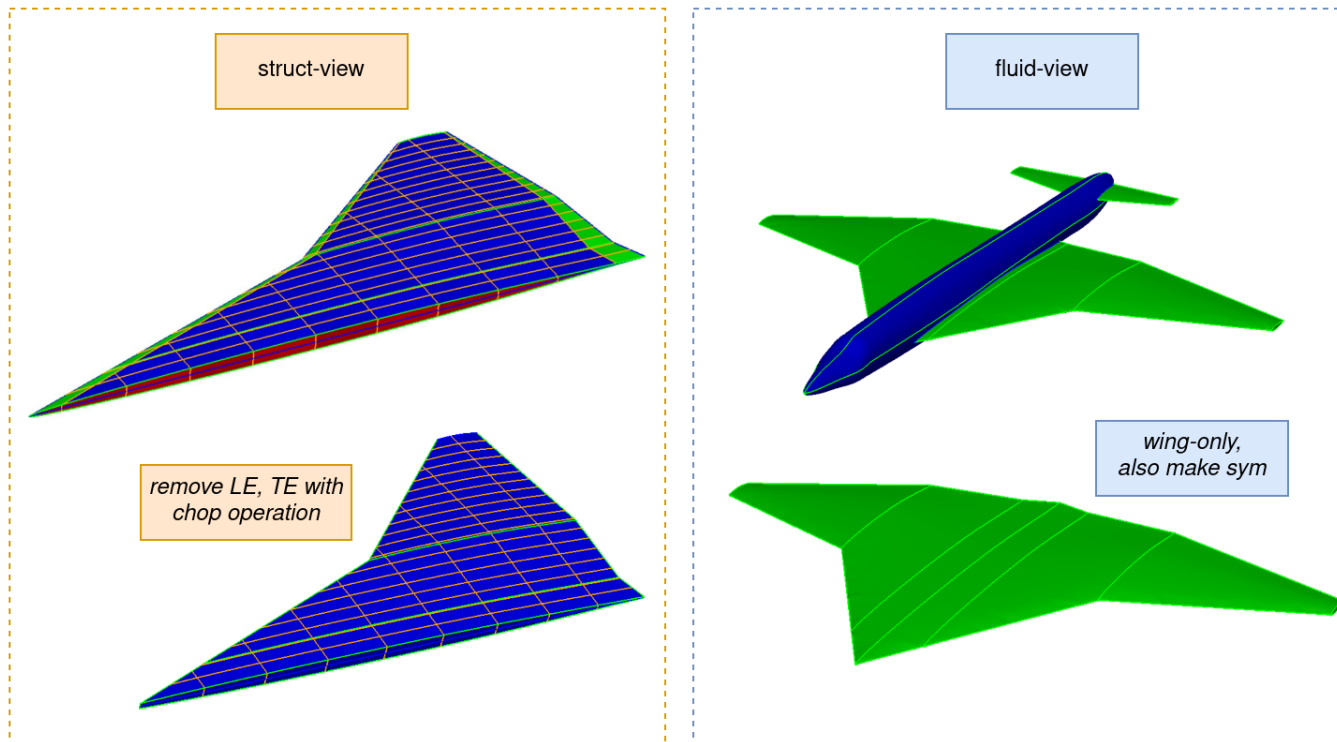 struct-view
remove LE, TE with
chop operation
fluid-view
wing-only,
also make sym